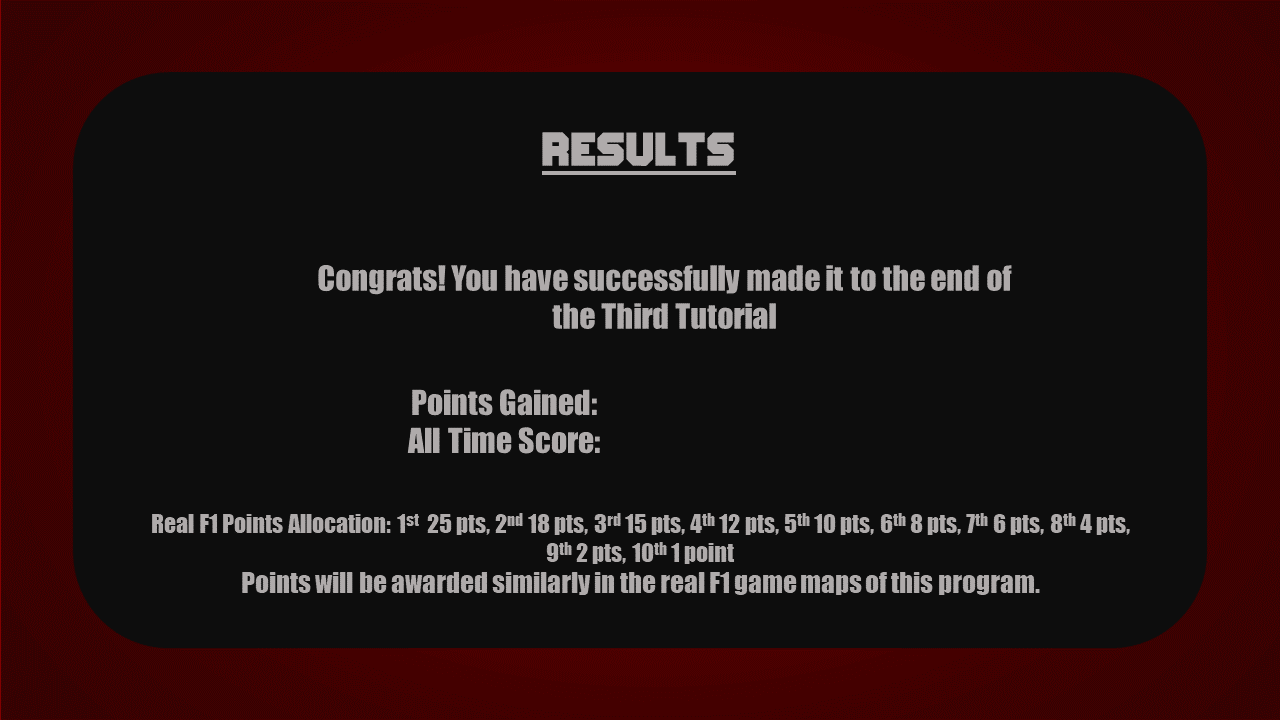 RESULTS
Congrats! You have successfully made it to the end of
the Third Tutorial
Points Gained:
All Time Score:
Real F1 Points Allocation: 1st 25 pts, 2nd 18 pts, 3rd 15 pts, 4th 12 pts, 5th 10 pts, 6th 8 pts, 7th 6 pts, 8th 4 pts,
9th 2 pts, 10th 1 point
Points will be awarded similarly in the real F1 game maps of this program.